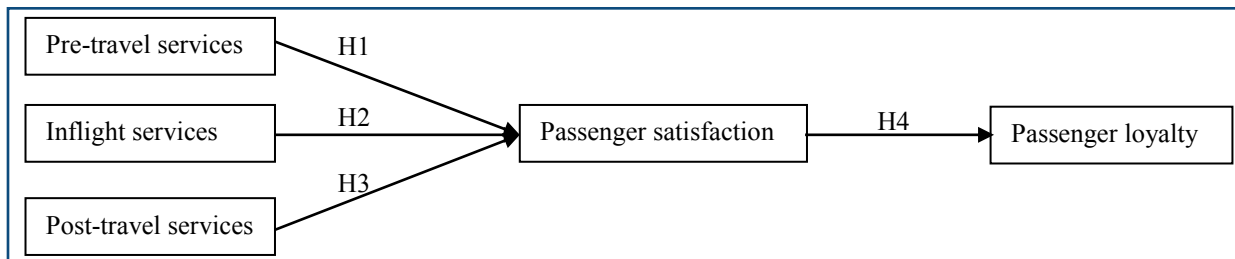 Pre-travel services
H1
Inflight services
H2
Passenger satisfaction
H4
Passenger loyalty
H3
Post-travel services